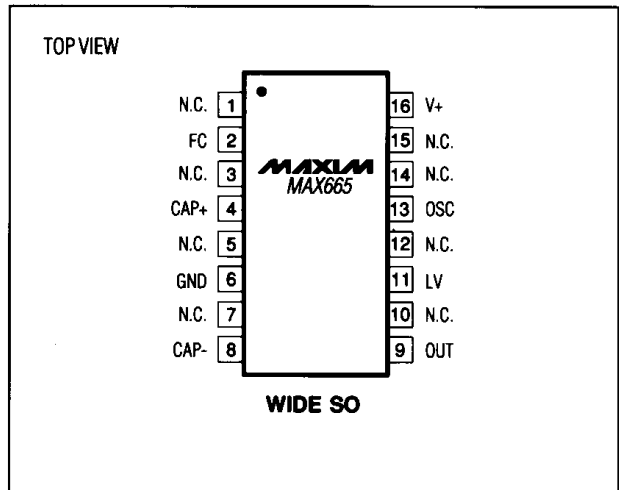 TOP VIEW
N.C. 1
FC 2
N.C. 3
CAP+ 4
N.C. 5
GND 6
N.C. 7
CAP- 8
MAXIM
MAX665
16 V+
15 N.C.
14 N.C.
13 OSC
12 N.C.
11 LV
10 N.C.
9 OUT
WIDE SO